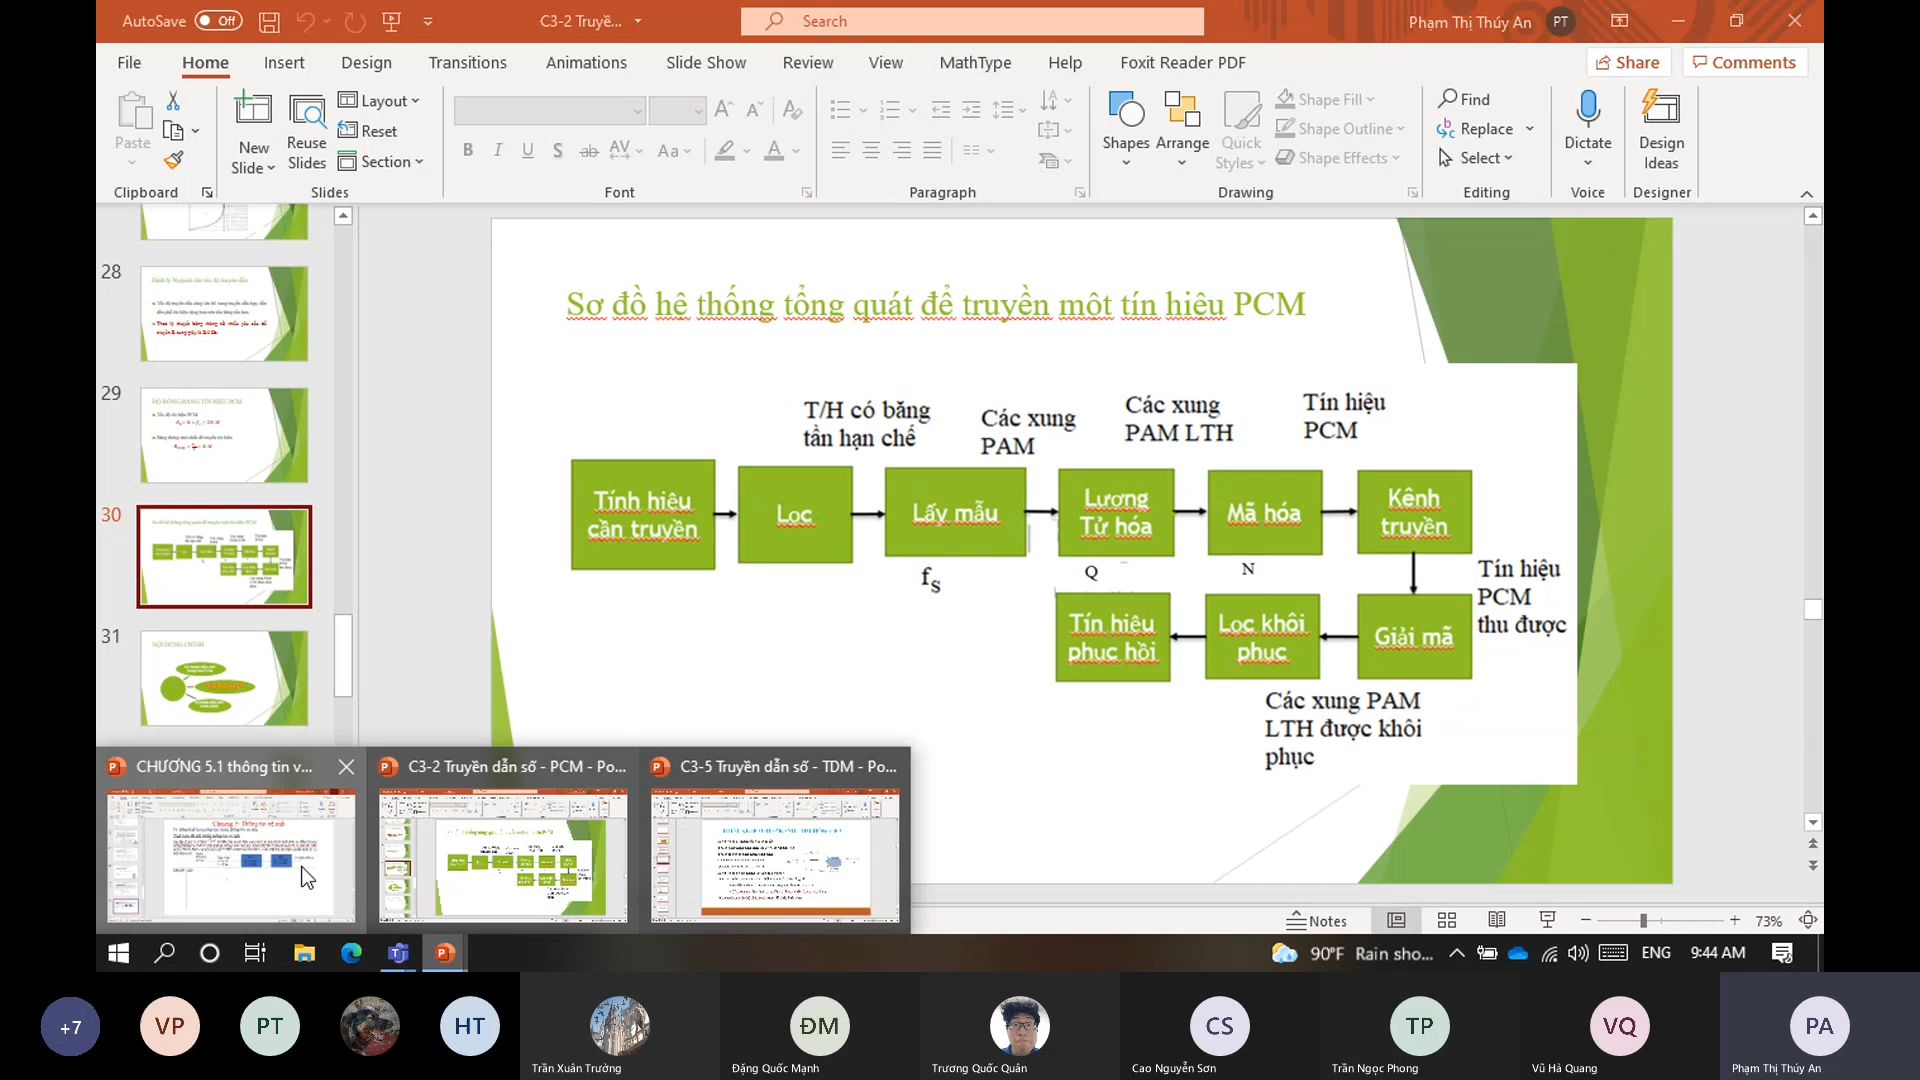 AutoSave Off
C3-2 Truyề...
Search
Phạm Thị Thúy An PT
File Home Insert Design Transitions Animations Slide Show Review View MathType Help Foxit Reader PDF
Share Comments
Paste
New Slide
Reuse Slides
Layout
Reset
Section
B I U S ab AV Aa A
Shapes Arrange Quick Styles
Shape Fill
Shape Outline
Shape Effects
Find
Replace
Select
Dictate
Design Ideas
Clipboard Slides Font Paragraph Drawing Editing Voice Designer
28
29
30
31
NỘI DUNG CHÍNH
Sơ đồ hệ thống tổng quát để truyền một tín hiệu PCM
T/H có băng
tần hạn chế
Các xung
PAM
Các xung
PAM LTH
Tín hiệu
PCM
Tính hiệu
cần truyền
Lọc
Lấy mẫu
Lương
Tử hóa
Mã hóa
Kênh
truyền
fS
Q
N
Tín hiệu
PCM
thu được
Tín hiệu
phục hồi
Lọc khôi
phục
Giải mã
Các xung PAM
LTH được khôi
phục
CHƯƠNG 5.1 thông tin v...
C3-2 Truyền dẫn số - PCM - Po...
C3-5 Truyền dẫn số - TDM - Po...
Notes
73%
90°F Rain sho...
ENG
9:44 AM
+7
VP
PT
HT
Trần Xuân Trường
ĐM
Đặng Quốc Mạnh
Trương Quốc Quân
CS
Cao Nguyễn Sơn
TP
Trần Ngọc Phong
VQ
Vũ Hà Quang
PA
Phạm Thị Thúy An